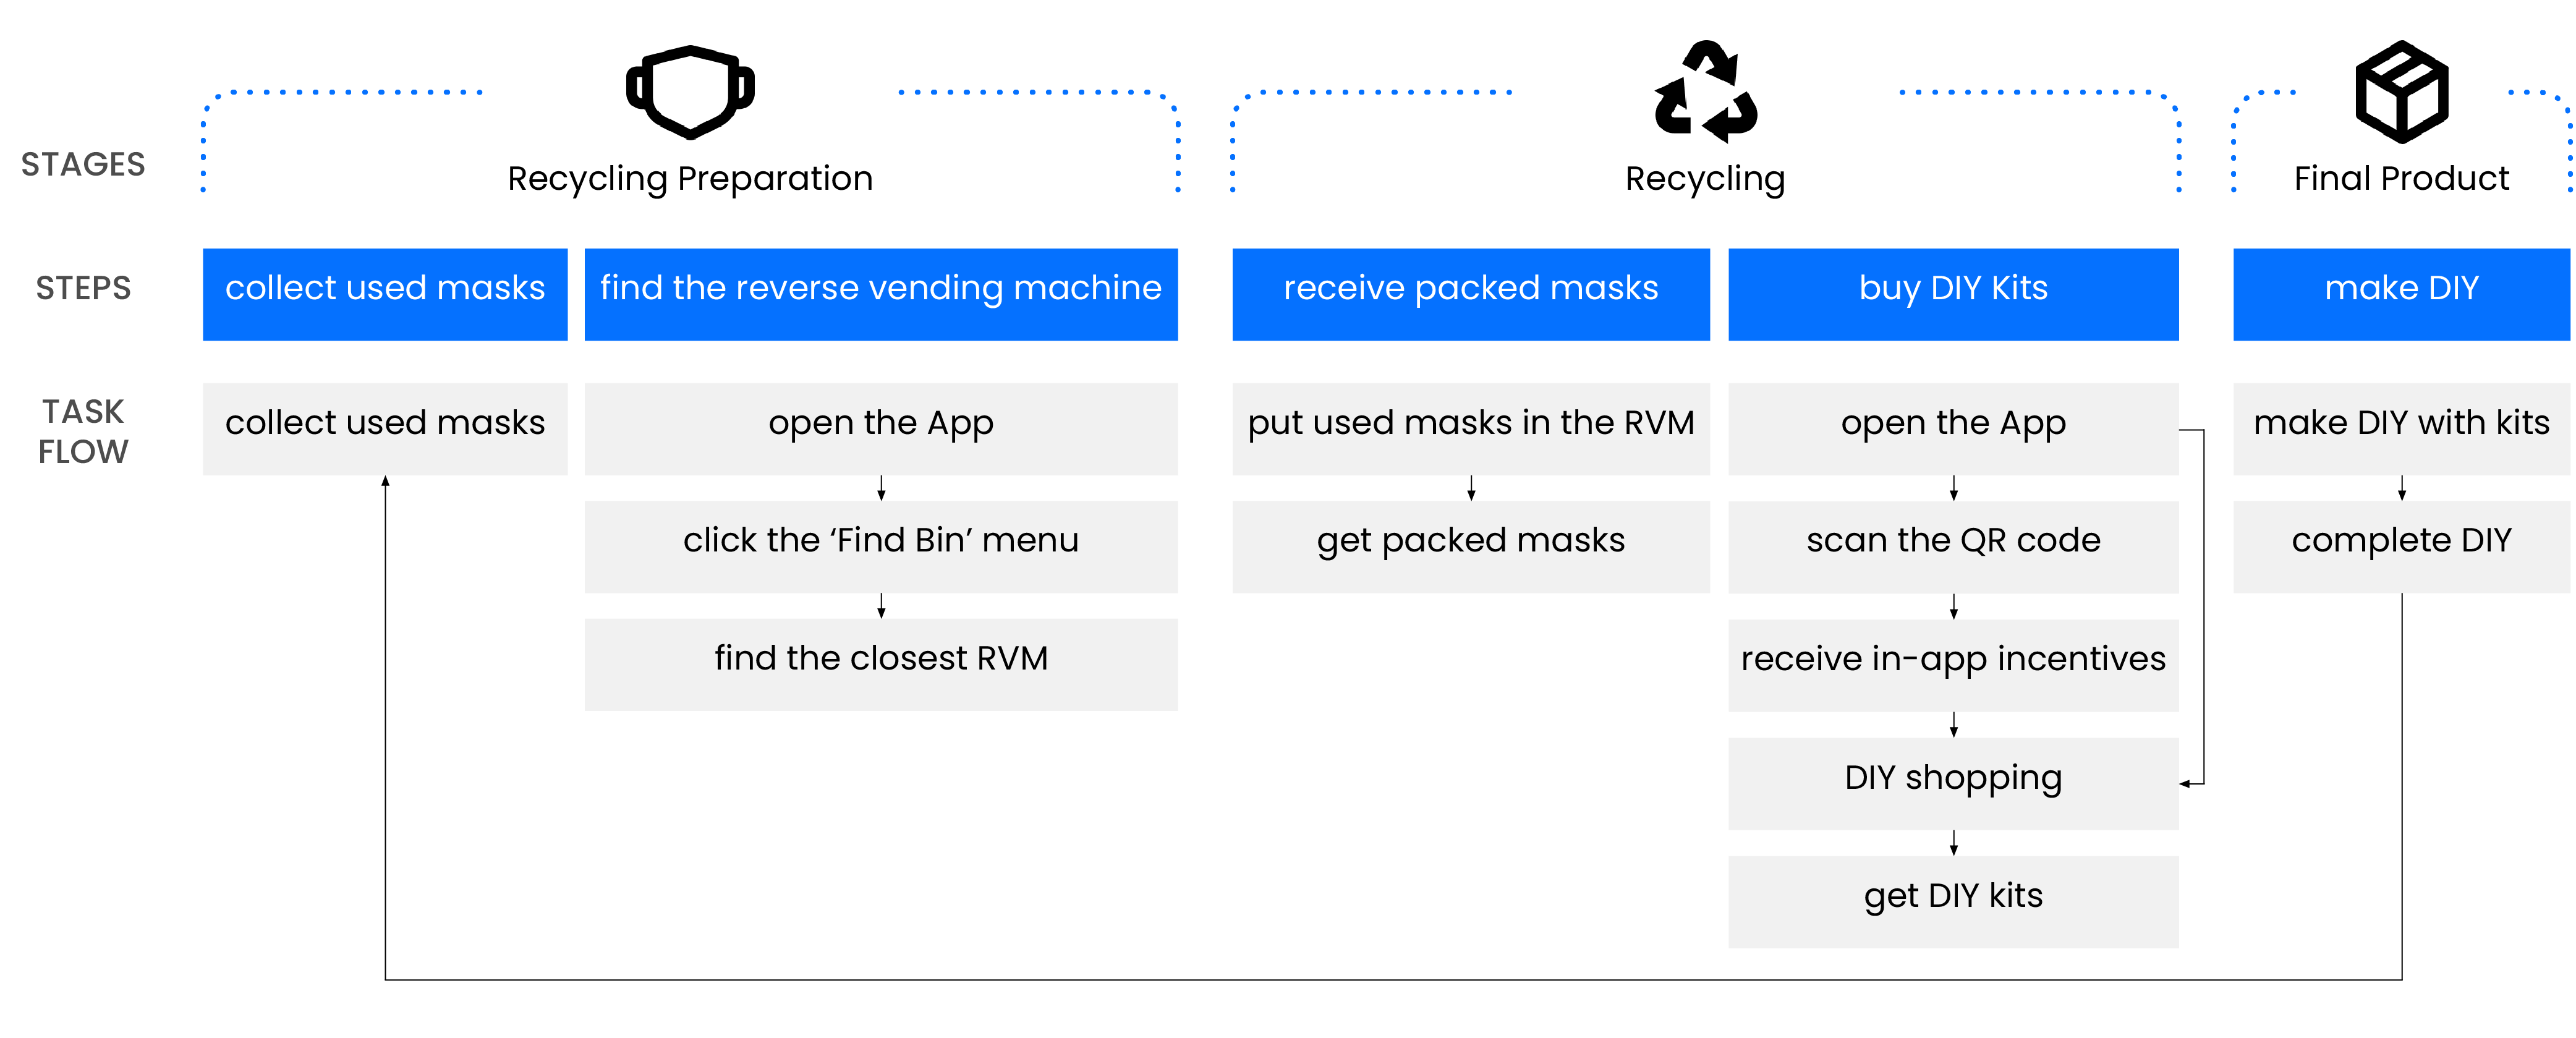 STAGES
Recycling Preparation
Recycling
Final Product
STEPS
collect used masks
find the reverse vending machine
receive packed masks
buy DIY Kits
make DIY
TASK
FLOW
collect used masks
open the App
click the ‘Find Bin’ menu
find the closest RVM
put used masks in the RVM
get packed masks
open the App
scan the QR code
receive in-app incentives
DIY shopping
get DIY kits
make DIY with kits
complete DIY